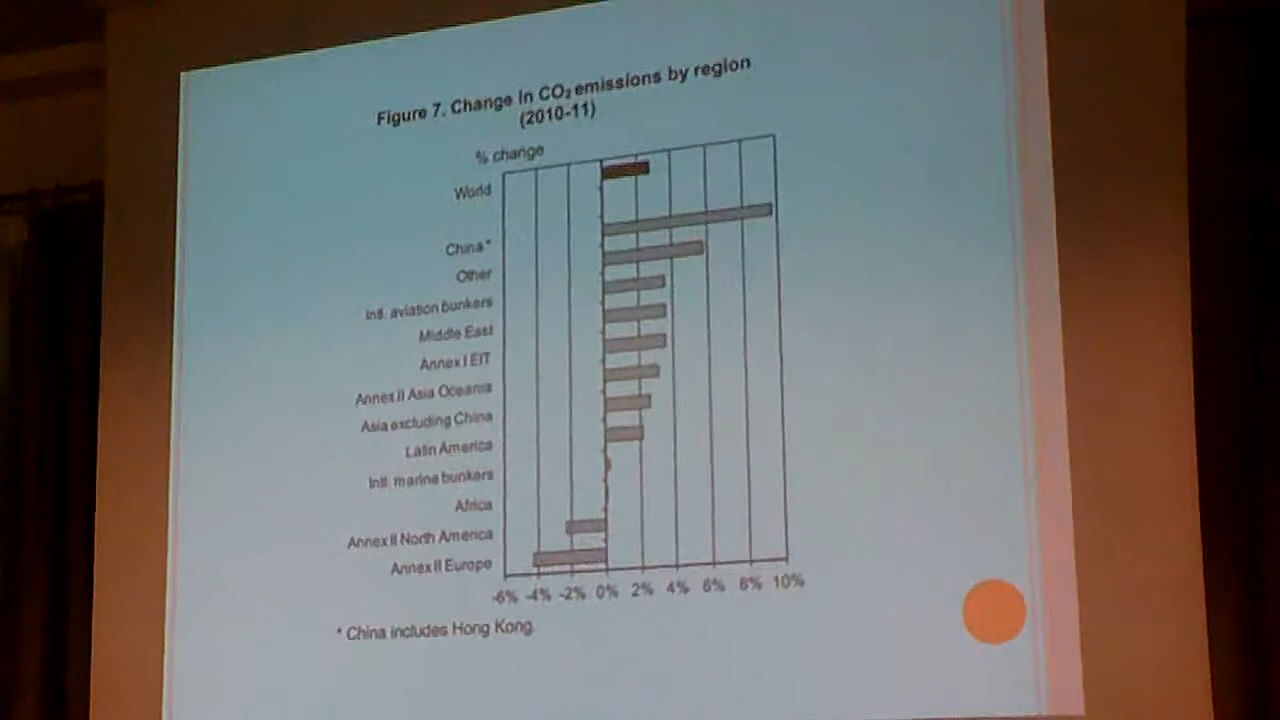 Figure 7. Change in CO₂ emissions by region
(2010-11)
% change
World
China*
Other
Intl. aviation bunkers
Middle East
Annex I EIT
Annex II Asia Oceania
Asia excluding China
Latin America
Intl. marine bunkers
Africa
Annex II North America
Annex II Europe
-6% -4% -2% 0% 2% 4% 6% 8% 10%
* China includes Hong Kong.